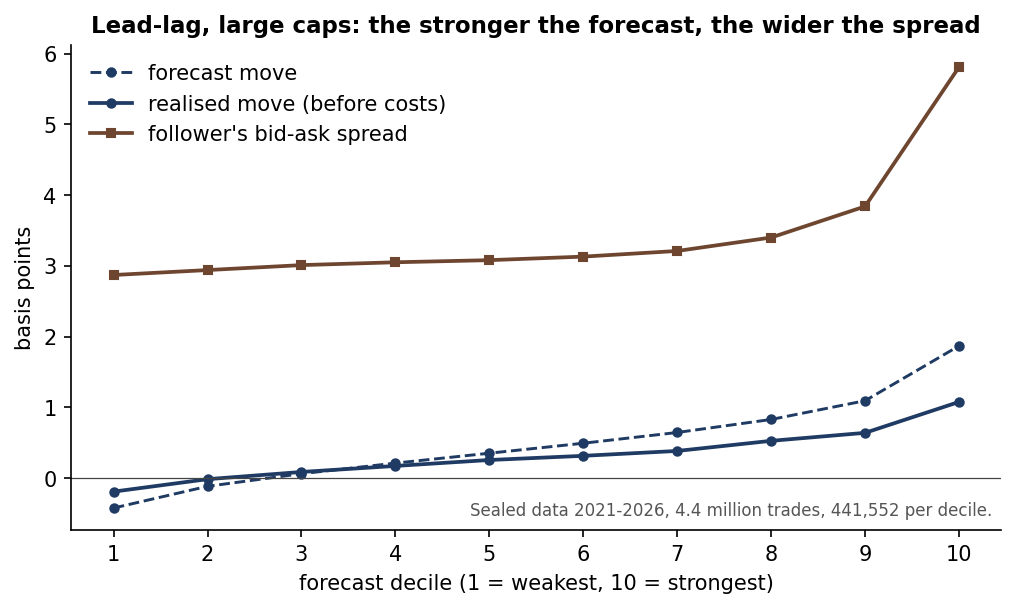 Lead-lag, large caps: the stronger the forecast, the wider the spread
forecast move
realised move (before costs)
follower's bid-ask spread
basis points
6
5
4
3
2
1
0
Sealed data 2021-2026, 4.4 million trades, 441,552 per decile.
1 2 3 4 5 6 7 8 9 10
forecast decile (1 = weakest, 10 = strongest)